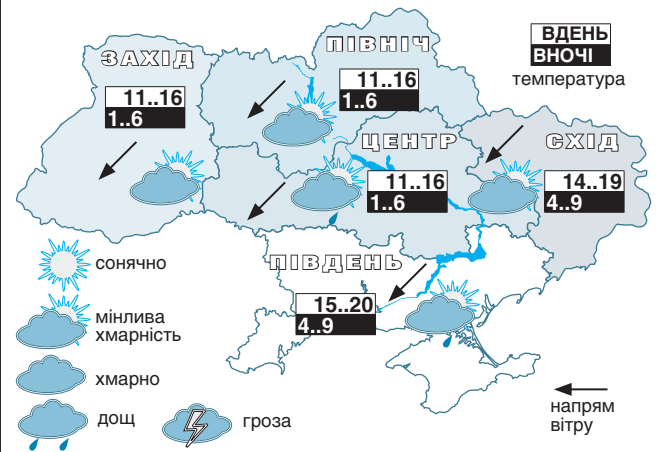 ЗАХІД
11..16
1..6
ПІВНІЧ
11..16
1..6
ВДЕНЬ
ВНОЧІ
температура
ЦЕНТР
11..16
1..6
СХІД
14..19
4..9
ПІВДЕНЬ
15..20
4..9
сонячно
мінлива
хмарність
хмарно
дощ
гроза
напрям
вітру